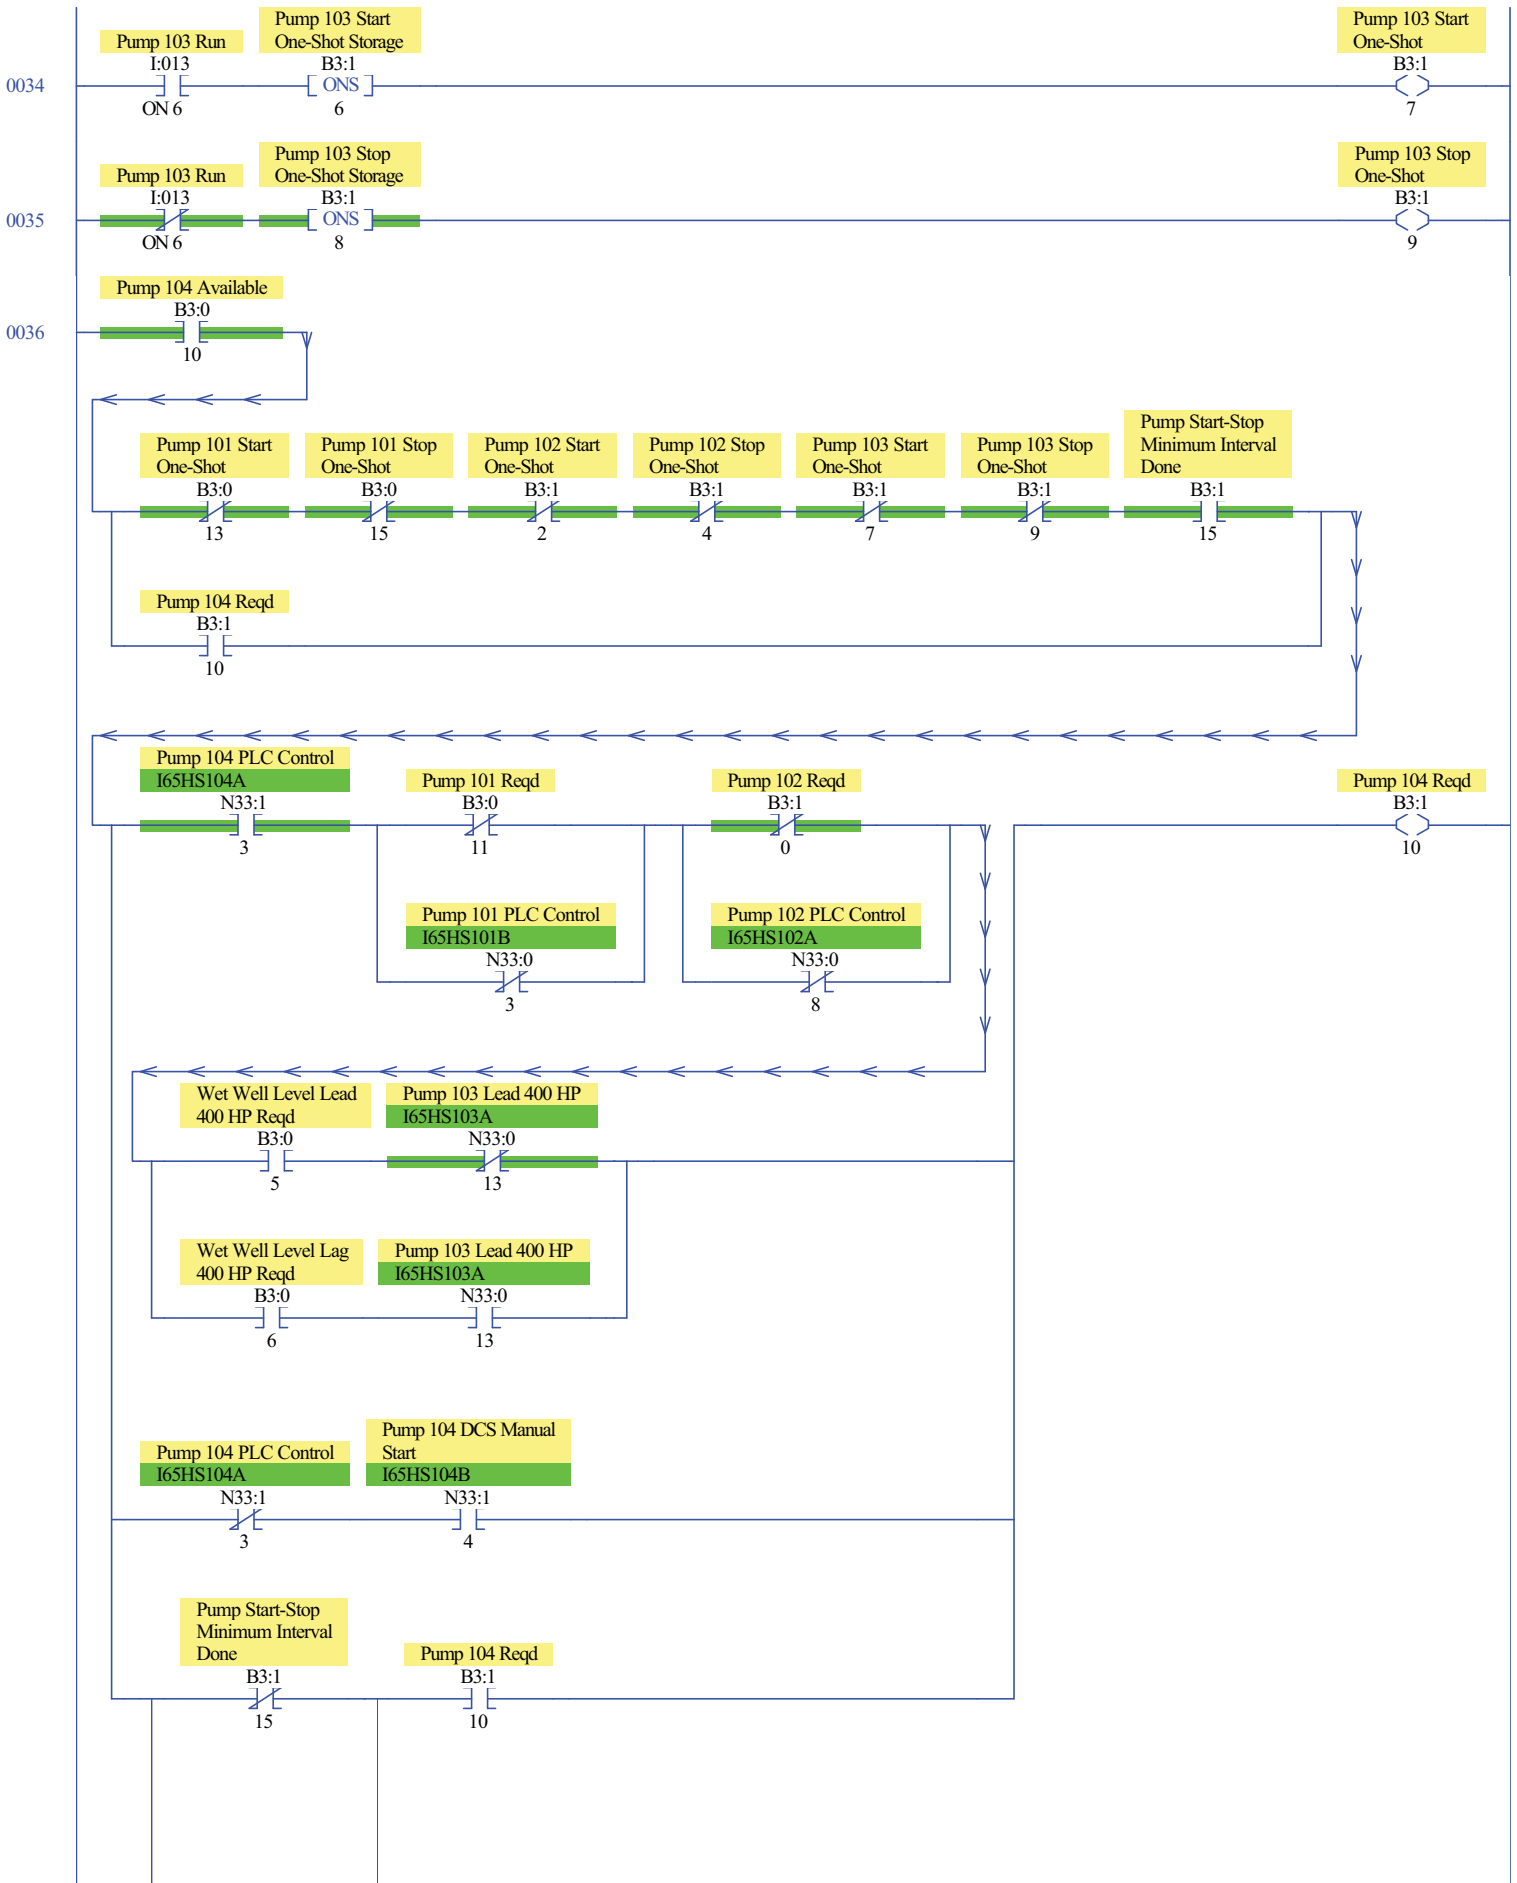 Pump 103 Start
One-Shot Storage
Pump 103 Start
One-Shot
Pump 103 Run
I:013
B3:1
B3:1
0034
ONS
ON 6
6
7
Pump 103 Stop
One-Shot Storage
Pump 103 Stop
One-Shot
Pump 103 Run
I:013
B3:1
B3:1
0035
ONS
ON 6
8
9
Pump 104 Available
B3:0
0036
10
Pump 101 Start
One-Shot
B3:0
13
Pump 101 Stop
One-Shot
B3:0
15
Pump 102 Start
One-Shot
B3:1
2
Pump 102 Stop
One-Shot
B3:1
4
Pump 103 Start
One-Shot
B3:1
7
Pump 103 Stop
One-Shot
B3:1
9
Pump Start-Stop
Minimum Interval
Done
B3:1
15
Pump 104 Reqd
B3:1
10
Pump 104 PLC Control
I65HS104A
N33:1
3
Pump 101 Reqd
B3:0
11
Pump 102 Reqd
B3:1
0
Pump 104 Reqd
B3:1
10
Pump 101 PLC Control
I65HS101B
N33:0
3
Pump 102 PLC Control
I65HS102A
N33:0
8
Wet Well Level Lead
400 HP Reqd
B3:0
5
Pump 103 Lead 400 HP
I65HS103A
N33:0
13
Wet Well Level Lag
400 HP Reqd
B3:0
6
Pump 103 Lead 400 HP
I65HS103A
N33:0
13
Pump 104 PLC Control
I65HS104A
N33:1
3
Pump 104 DCS Manual
Start
I65HS104B
N33:1
4
Pump Start-Stop
Minimum Interval
Done
B3:1
15
Pump 104 Reqd
B3:1
10